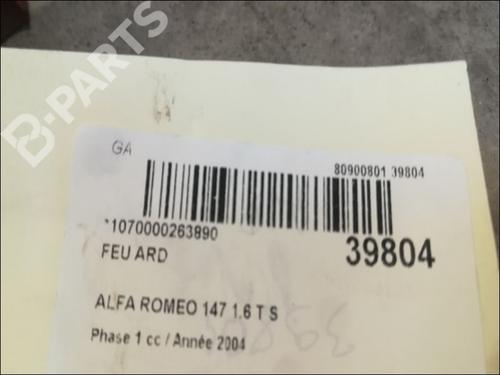 B-PARTS
GA
80900801 39804
*1070000263890
39804
FEU ARD
ALFA ROMEO 147 1.6 T S
Phase 1 cc / Année 2004